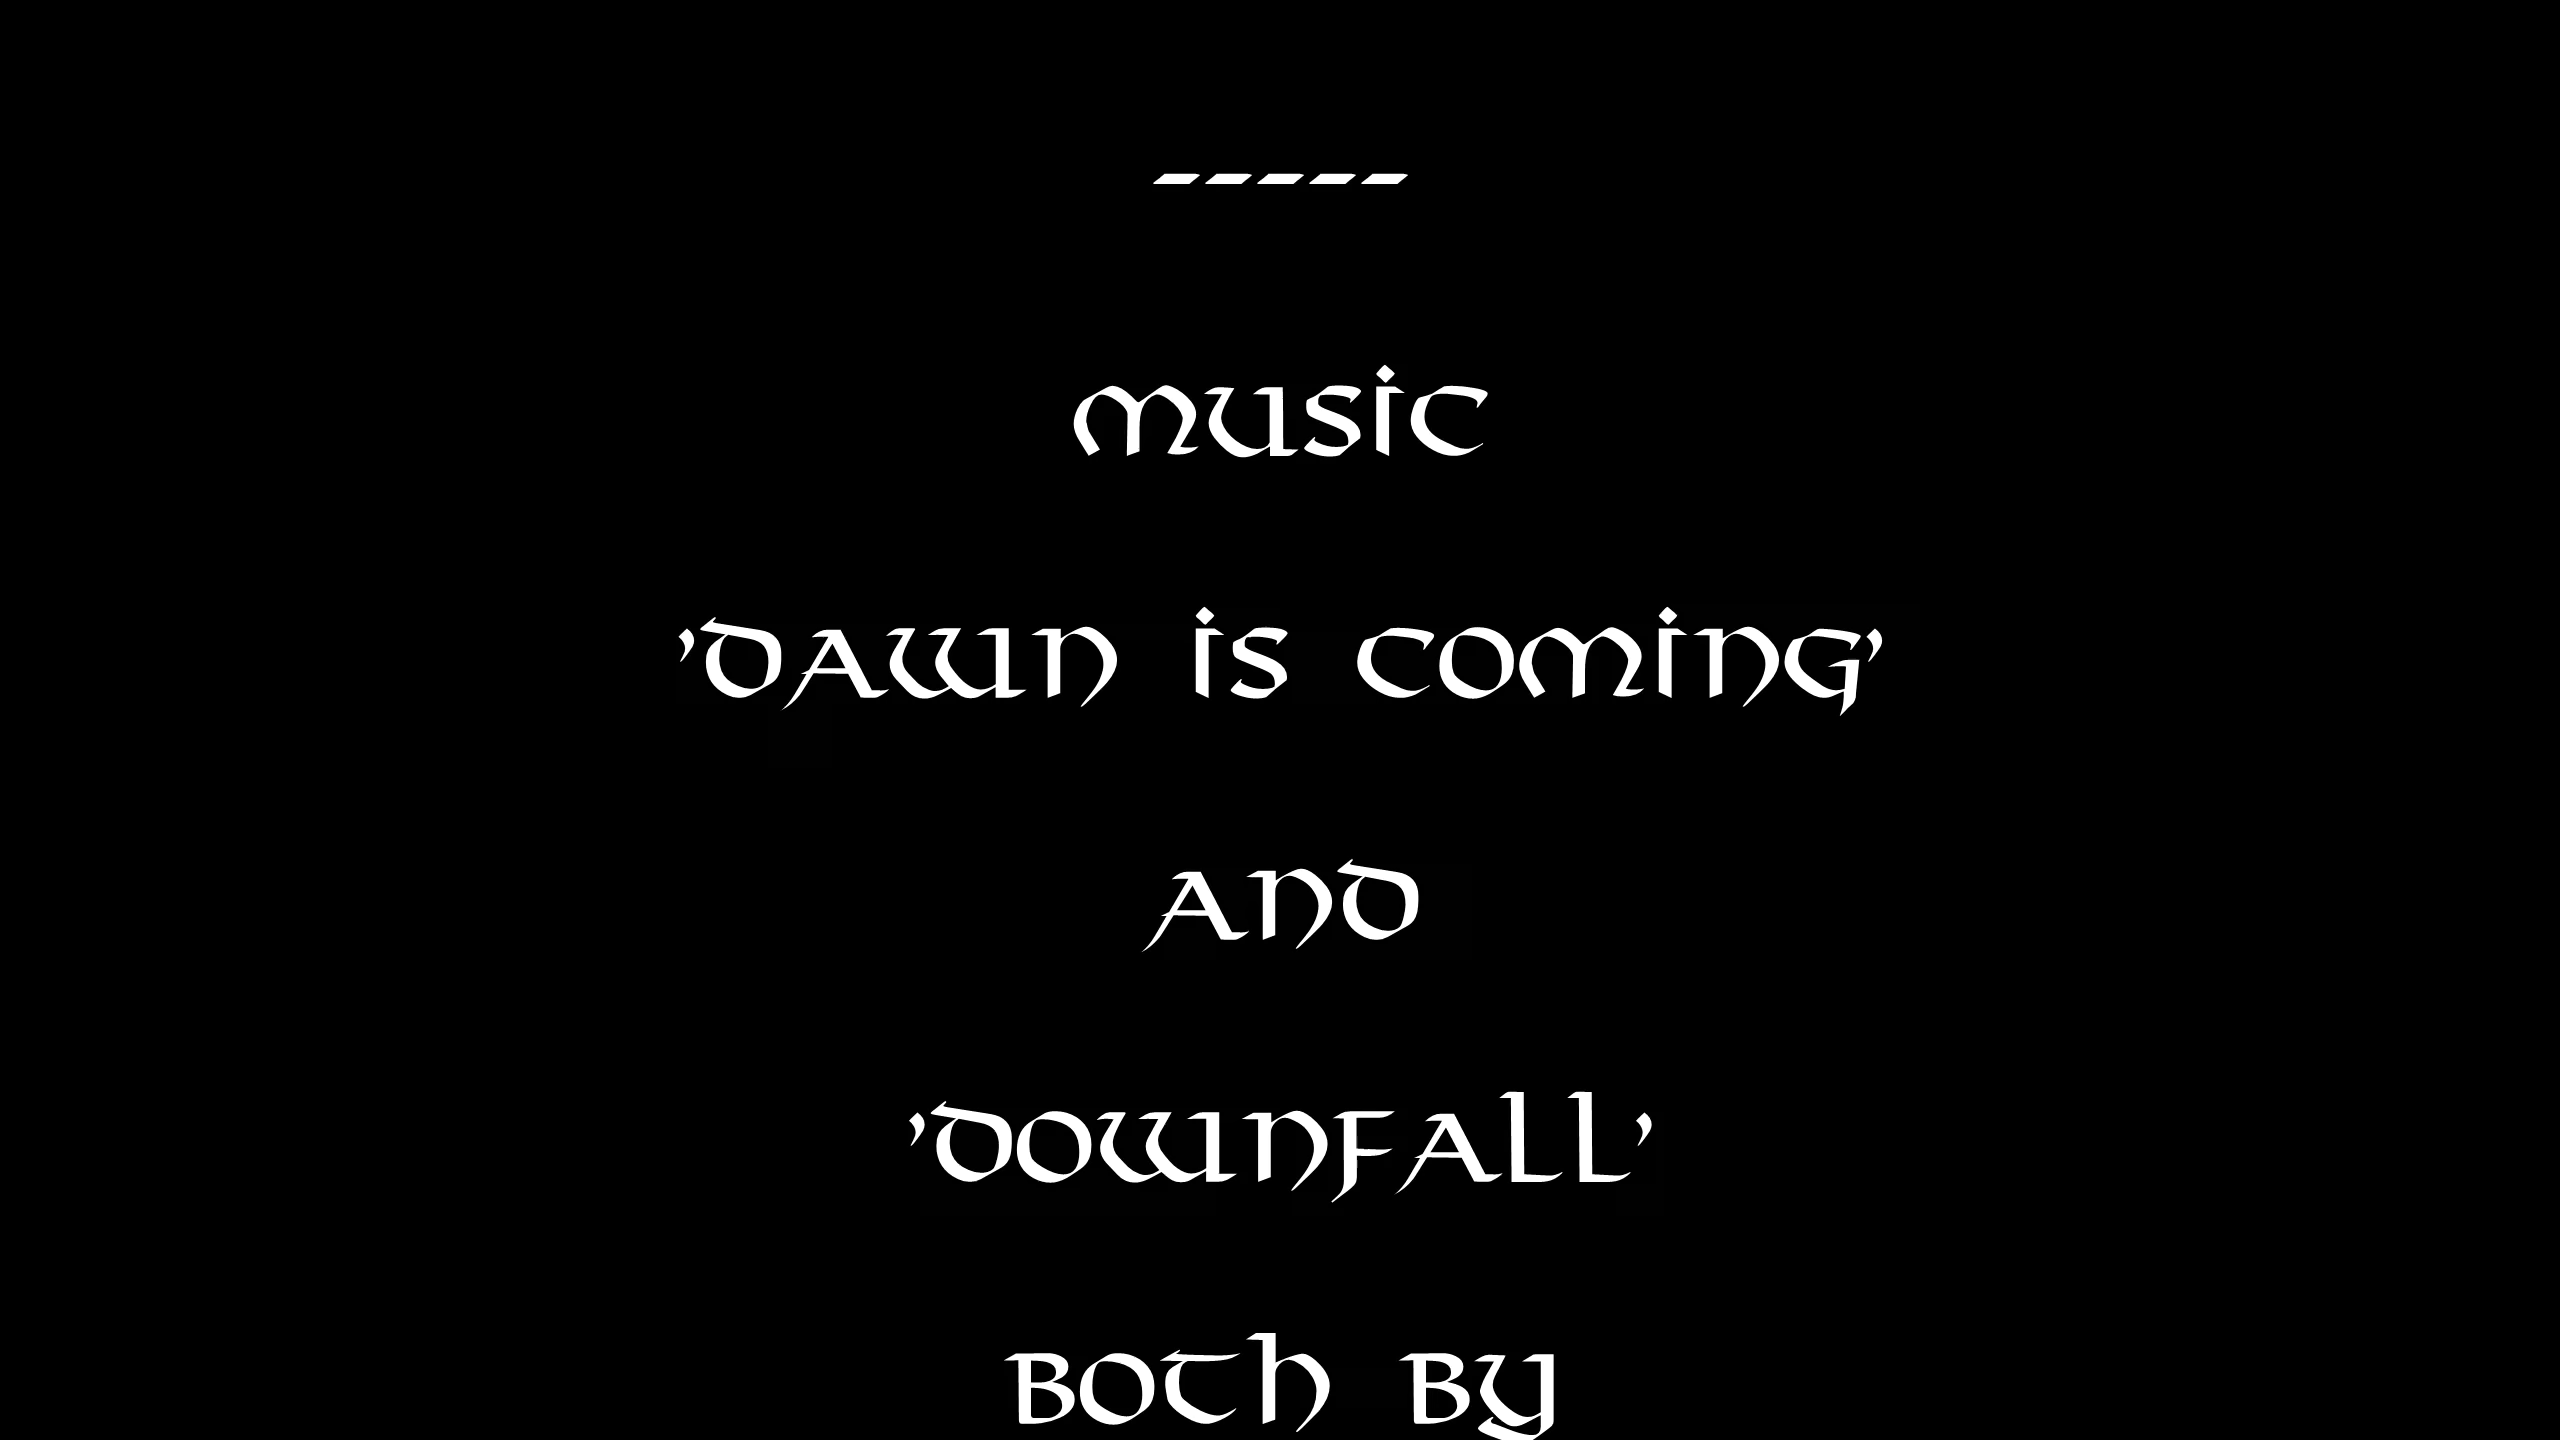 -----
music
'dawn is coming'
and
'downfall'
both by